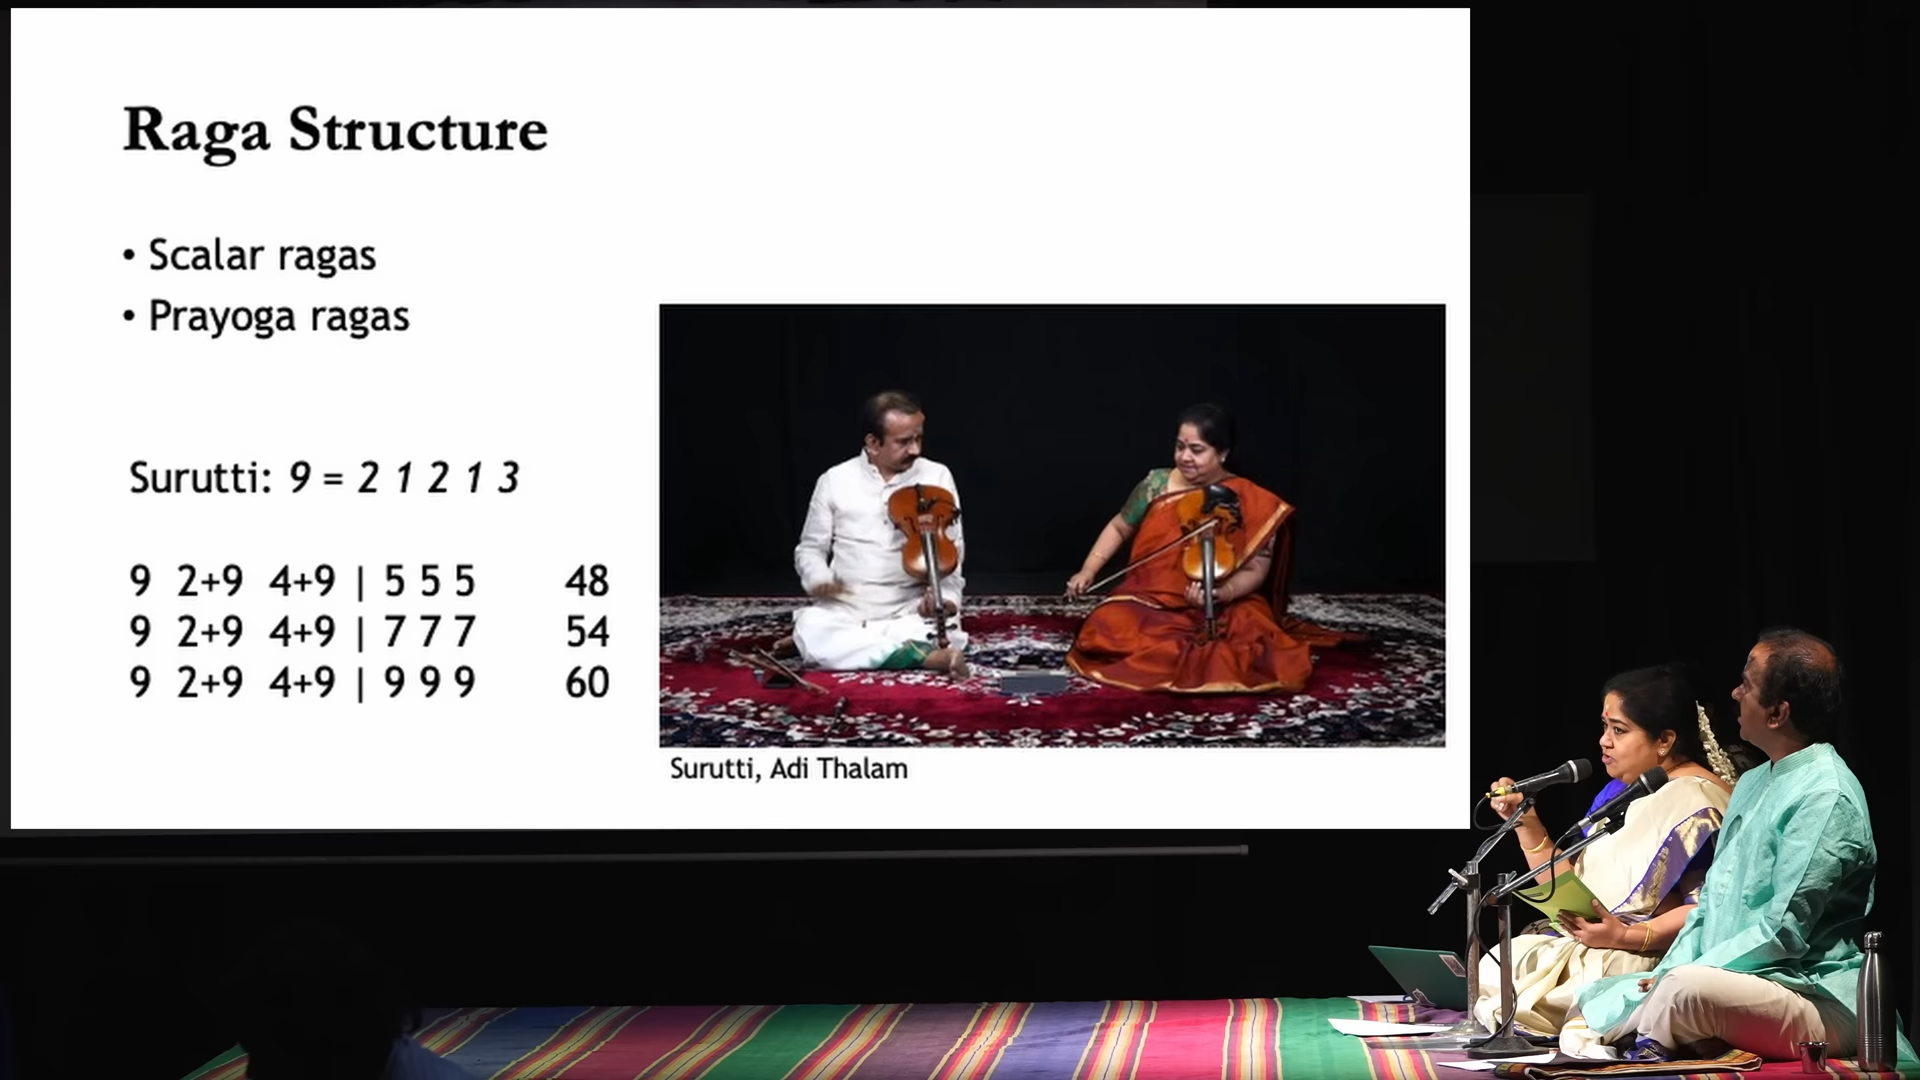 Raga Structure
• Scalar ragas
• Prayoga ragas
Surutti: 9 = 2 1 2 1 3
9 2+9 4+9 | 5 5 5 48
9 2+9 4+9 | 7 7 7 54
9 2+9 4+9 | 9 9 9 60
Surutti, Adi Thalam